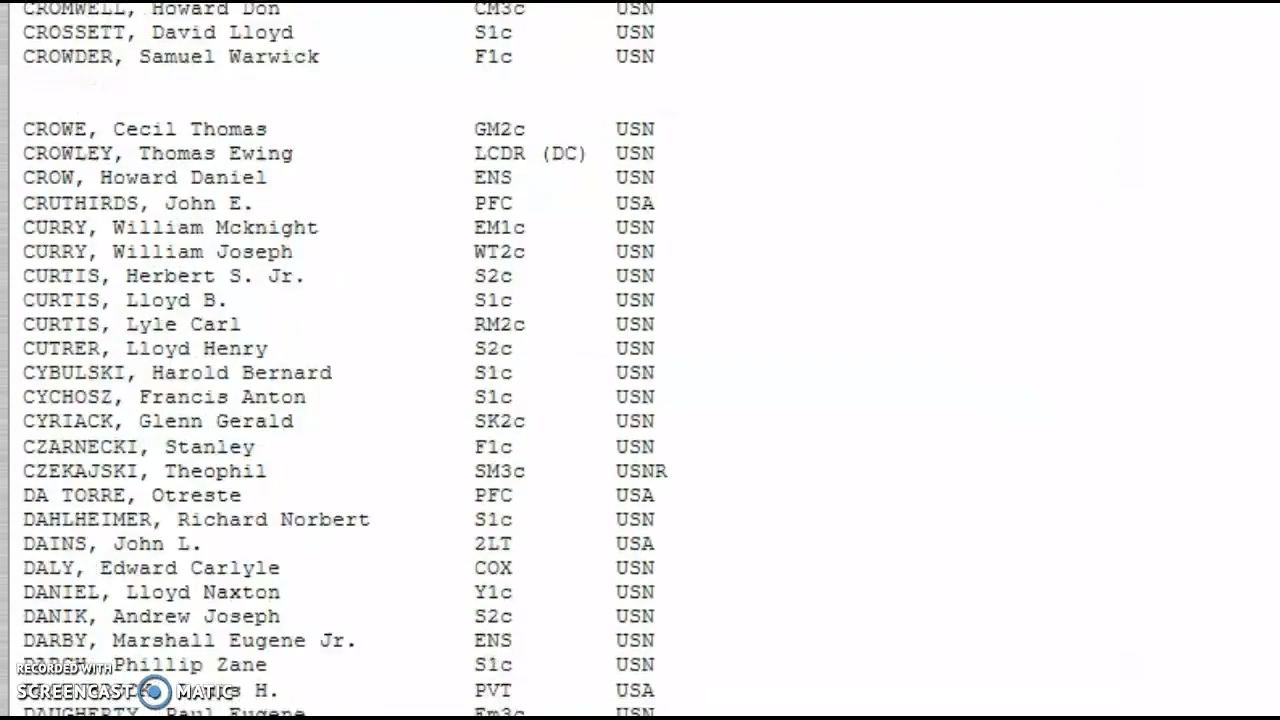 CROMWELL, Howard Don CM3c USN
CROSSETT, David Lloyd S1c USN
CROWDER, Samuel Warwick F1c USN
CROWE, Cecil Thomas GM2c USN
CROWLEY, Thomas Ewing LCDR (DC) USN
CROW, Howard Daniel ENS USN
CRUTHIRDS, John E. PFC USA
CURRY, William Mcknight EM1c USN
CURRY, William Joseph WT2c USN
CURTIS, Herbert S. Jr. S2c USN
CURTIS, Lloyd B. S1c USN
CURTIS, Lyle Carl RM2c USN
CUTRER, Lloyd Henry S2c USN
CYBULSKI, Harold Bernard S1c USN
CYCHOSZ, Francis Anton S1c USN
CYRIACK, Glenn Gerald SK2c USN
CZARNECKI, Stanley F1c USN
CZEKAJSKI, Theophil SM3c USNR
DA TORRE, Otreste PFC USA
DAHLHEIMER, Richard Norbert S1c USN
DAINS, John L. 2LT USA
DALY, Edward Carlyle COX USN
DANIEL, Lloyd Naxton Y1c USN
DANIK, Andrew Joseph S2c USN
DARBY, Marshall Eugene Jr. ENS USN
Phillip Zane S1c USN
H. PVT USA
DAUGHERTY, Paul Eugene Em3c USN
RECORDED WITH
SCREENCAST MATIC